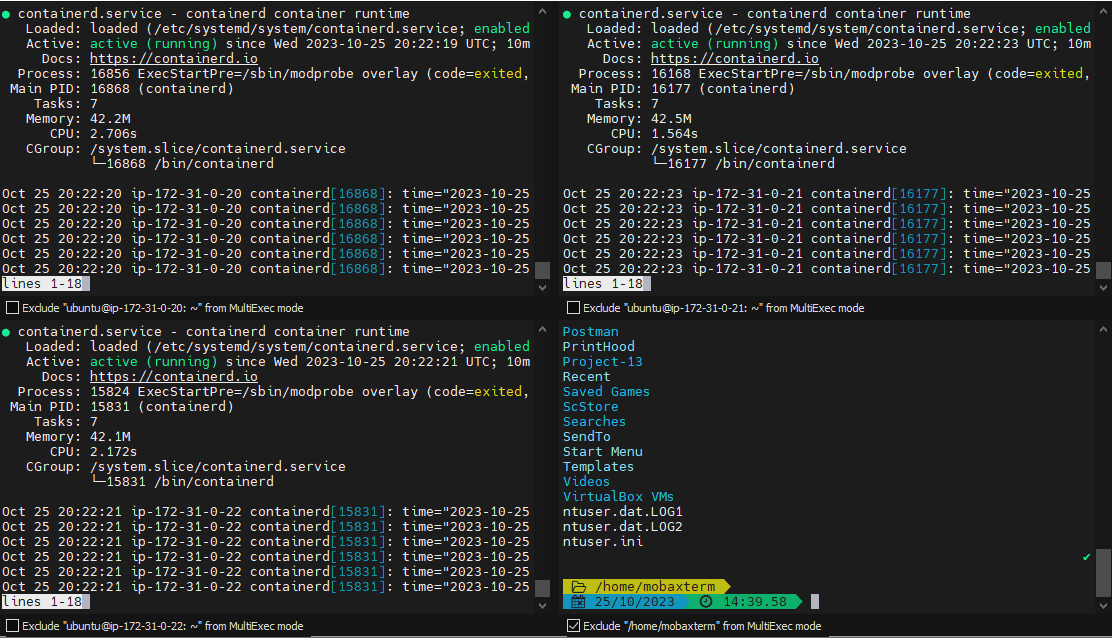 ● containerd.service - containerd container runtime
Loaded: loaded (/etc/systemd/system/containerd.service; enabled
Active: active (running) since Wed 2023-10-25 20:22:19 UTC; 10m
Docs: https://containerd.io
Process: 16856 ExecStartPre=/sbin/modprobe overlay (code=exited,
Main PID: 16868 (containerd)
Tasks: 7
Memory: 42.2M
CPU: 2.706s
CGroup: /system.slice/containerd.service
└─16868 /bin/containerd
Oct 25 20:22:20 ip-172-31-0-20 containerd[16868]: time="2023-10-25
Oct 25 20:22:20 ip-172-31-0-20 containerd[16868]: time="2023-10-25
Oct 25 20:22:20 ip-172-31-0-20 containerd[16868]: time="2023-10-25
Oct 25 20:22:20 ip-172-31-0-20 containerd[16868]: time="2023-10-25
Oct 25 20:22:20 ip-172-31-0-20 containerd[16868]: time="2023-10-25
Oct 25 20:22:20 ip-172-31-0-20 containerd[16868]: time="2023-10-25
lines 1-18
Exclude "ubuntu@ip-172-31-0-20: ~" from MultiExec mode
● containerd.service - containerd container runtime
Loaded: loaded (/etc/systemd/system/containerd.service; enabled
Active: active (running) since Wed 2023-10-25 20:22:23 UTC; 10m
Docs: https://containerd.io
Process: 16168 ExecStartPre=/sbin/modprobe overlay (code=exited,
Main PID: 16177 (containerd)
Tasks: 7
Memory: 42.5M
CPU: 1.564s
CGroup: /system.slice/containerd.service
└─16177 /bin/containerd
Oct 25 20:22:23 ip-172-31-0-21 containerd[16177]: time="2023-10-25
Oct 25 20:22:23 ip-172-31-0-21 containerd[16177]: time="2023-10-25
Oct 25 20:22:23 ip-172-31-0-21 containerd[16177]: time="2023-10-25
Oct 25 20:22:23 ip-172-31-0-21 containerd[16177]: time="2023-10-25
Oct 25 20:22:23 ip-172-31-0-21 containerd[16177]: time="2023-10-25
Oct 25 20:22:23 ip-172-31-0-21 containerd[16177]: time="2023-10-25
lines 1-18
Exclude "ubuntu@ip-172-31-0-21: ~" from MultiExec mode
● containerd.service - containerd container runtime
Loaded: loaded (/etc/systemd/system/containerd.service; enabled
Active: active (running) since Wed 2023-10-25 20:22:21 UTC; 10m
Docs: https://containerd.io
Process: 15824 ExecStartPre=/sbin/modprobe overlay (code=exited,
Main PID: 15831 (containerd)
Tasks: 7
Memory: 42.1M
CPU: 2.172s
CGroup: /system.slice/containerd.service
└─15831 /bin/containerd
Oct 25 20:22:21 ip-172-31-0-22 containerd[15831]: time="2023-10-25
Oct 25 20:22:21 ip-172-31-0-22 containerd[15831]: time="2023-10-25
Oct 25 20:22:21 ip-172-31-0-22 containerd[15831]: time="2023-10-25
Oct 25 20:22:21 ip-172-31-0-22 containerd[15831]: time="2023-10-25
Oct 25 20:22:21 ip-172-31-0-22 containerd[15831]: time="2023-10-25
Oct 25 20:22:21 ip-172-31-0-22 containerd[15831]: time="2023-10-25
lines 1-18
Exclude "ubuntu@ip-172-31-0-22: ~" from MultiExec mode
Postman
PrintHood
Project-13
Recent
Saved Games
ScStore
Searches
SendTo
Start Menu
Templates
Videos
VirtualBox VMs
ntuser.dat.LOG1
ntuser.dat.LOG2
ntuser.ini
✔
/home/mobaxterm
25/10/2023 14:39.58
Exclude "/home/mobaxterm" from MultiExec mode